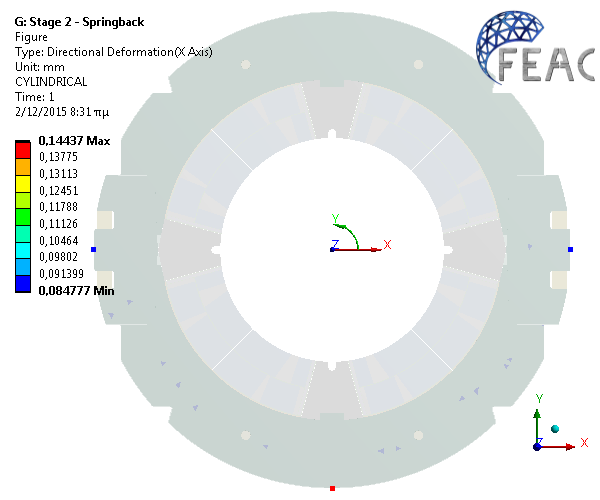 G: Stage 2 - Springback
Figure
Type: Directional Deformation(X Axis)
Unit: mm
CYLINDRICAL
Time: 1
2/12/2015 8:31 πμ
0,14437 Max
0,13775
0,13113
0,12451
0,11788
0,11126
0,10464
0,09802
0,091399
0,084777 Min
FEAC
Y
Z
X
Y
Z
X